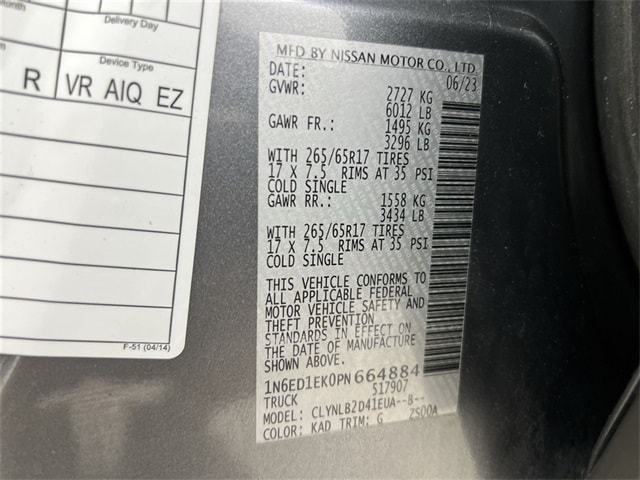 Month
Delivery Day
Device Type
R VR AIQ EZ
F-51 (04/14)
MFD BY NISSAN MOTOR CO., LTD.
DATE: 06/23
GVWR: 2727 KG
6012 LB
GAWR FR.: 1495 KG
3296 LB
WITH 265/65R17 TIRES
17 X 7.5 RIMS AT 35 PSI
COLD SINGLE
GAWR RR.: 1558 KG
3434 LB
WITH 265/65R17 TIRES
17 X 7.5 RIMS AT 35 PSI
COLD SINGLE
THIS VEHICLE CONFORMS TO
ALL APPLICABLE FEDERAL
MOTOR VEHICLE SAFETY AND
THEFT PREVENTION
STANDARDS IN EFFECT ON
THE DATE OF MANUFACTURE
SHOWN ABOVE.
1N6ED1EK0PN664884
TRUCK 517907
MODEL: CLYNLB2D41EUA--B--
COLOR: KAD TRIM: G 2S00A